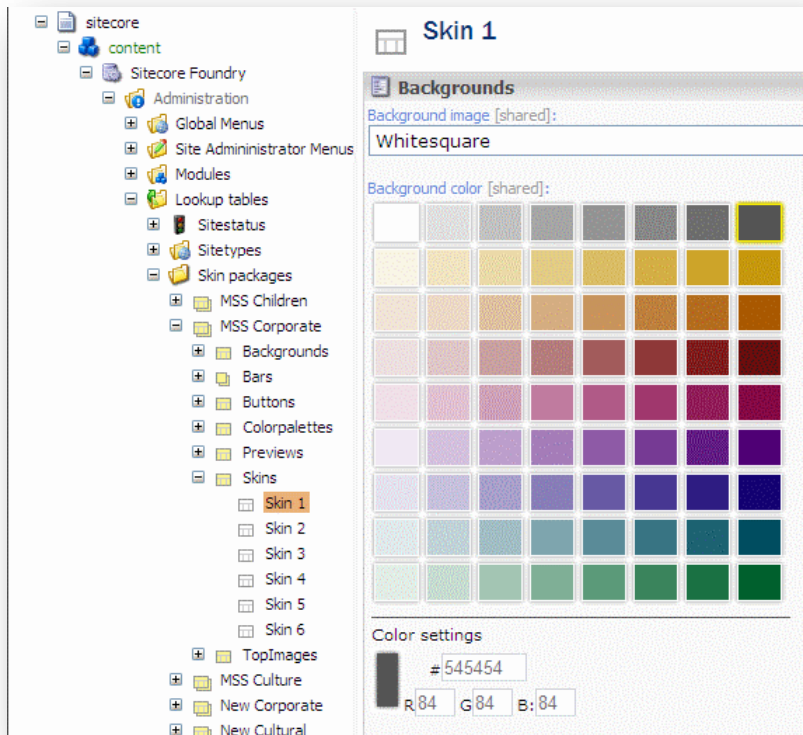 sitecore
content
Sitecore Foundry
Administration
Global Menus
Site Admininistrator Menus
Modules
Lookup tables
Sitestatus
Sitetypes
Skin packages
MSS Children
MSS Corporate
Backgrounds
Bars
Buttons
Colorpalettes
Previews
Skins
Skin 1
Skin 2
Skin 3
Skin 4
Skin 5
Skin 6
TopImages
MSS Culture
New Corporate
New Cultural
Skin 1
Backgrounds
Background image [shared]:
Whitesquare
Background color [shared]:
Color settings
#545454
R84 G84 B:84